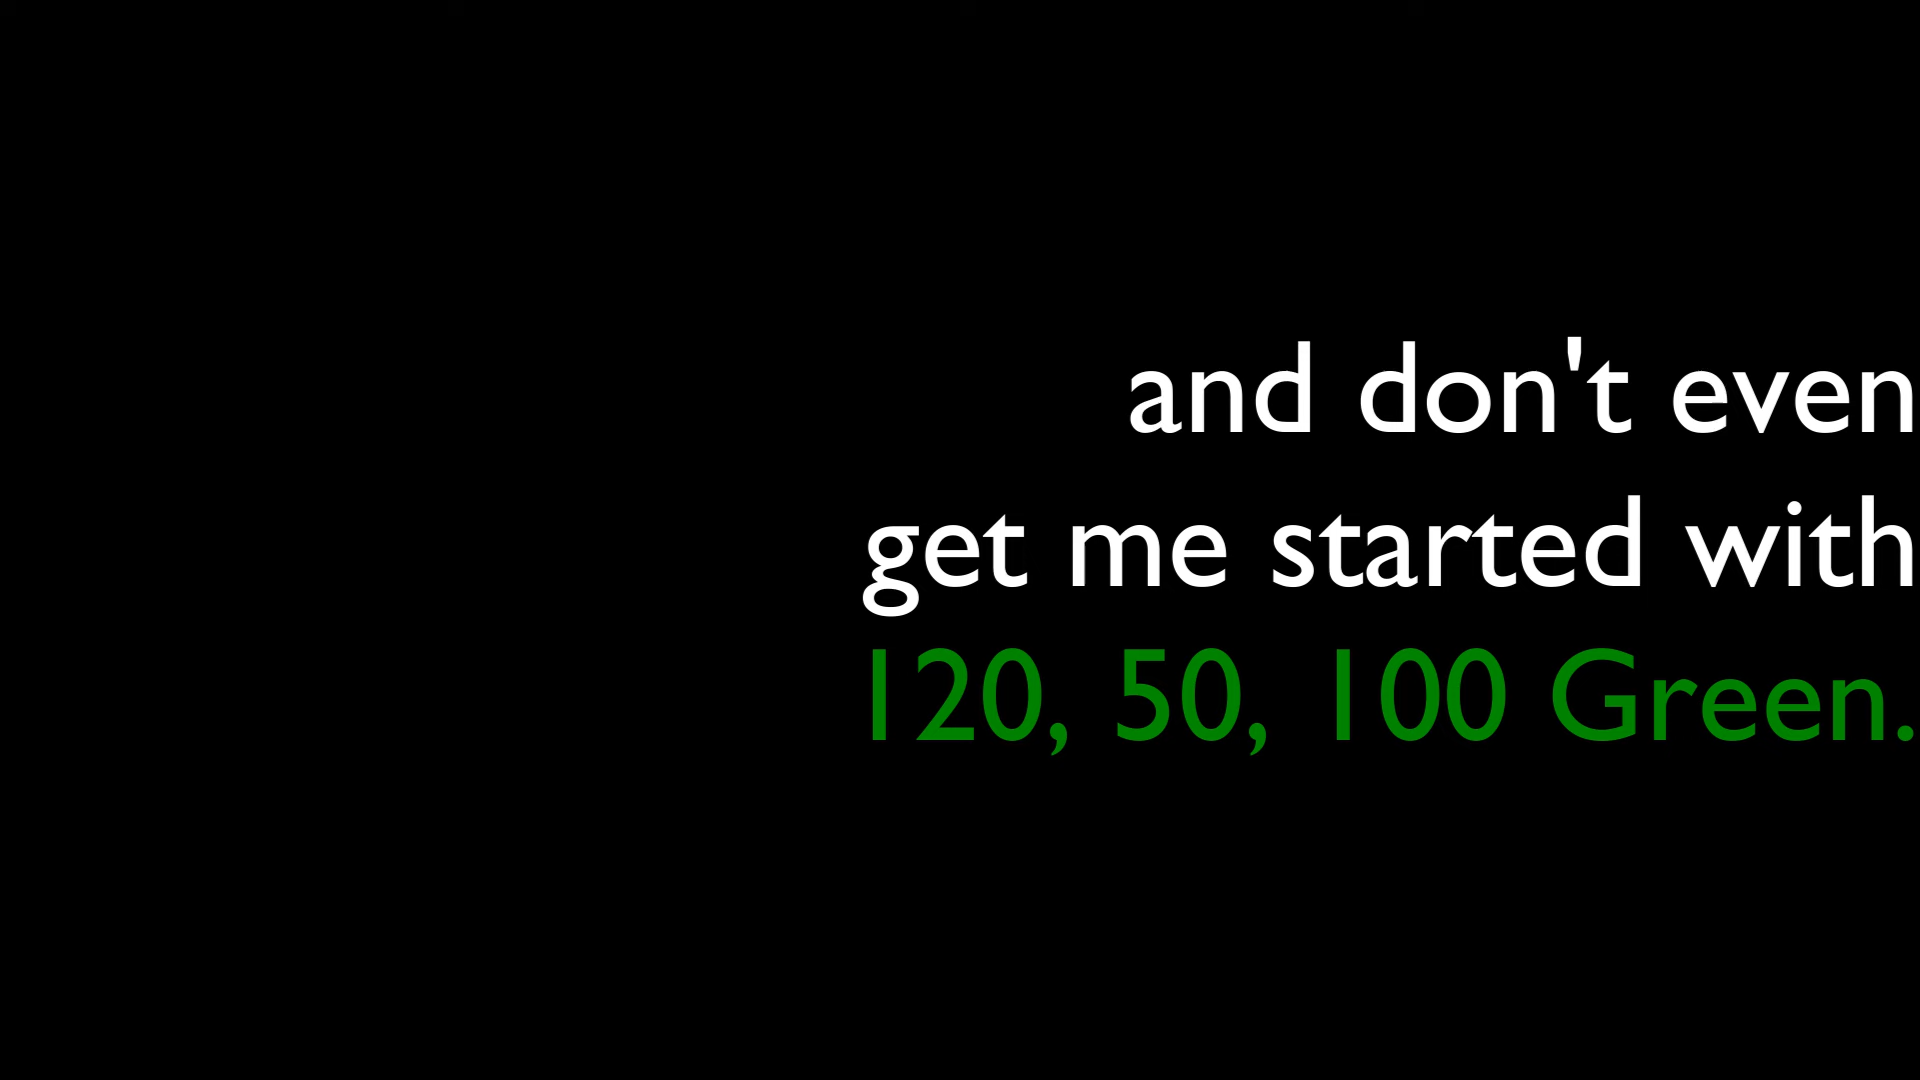 and don't even
get me started with
120, 50, 100 Green.